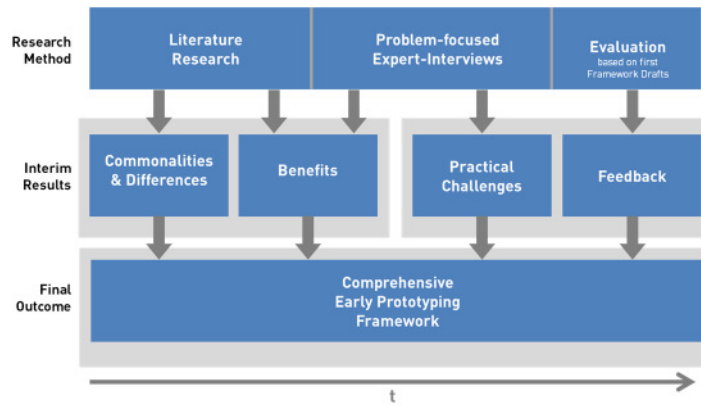 Research
Method
Literature
Research
Problem-focused
Expert-Interviews
Evaluation
based on first
Framework Drafts
Interim
Results
Commonalities
& Differences
Benefits
Practical
Challenges
Feedback
Final
Outcome
Comprehensive
Early Prototyping
Framework
t